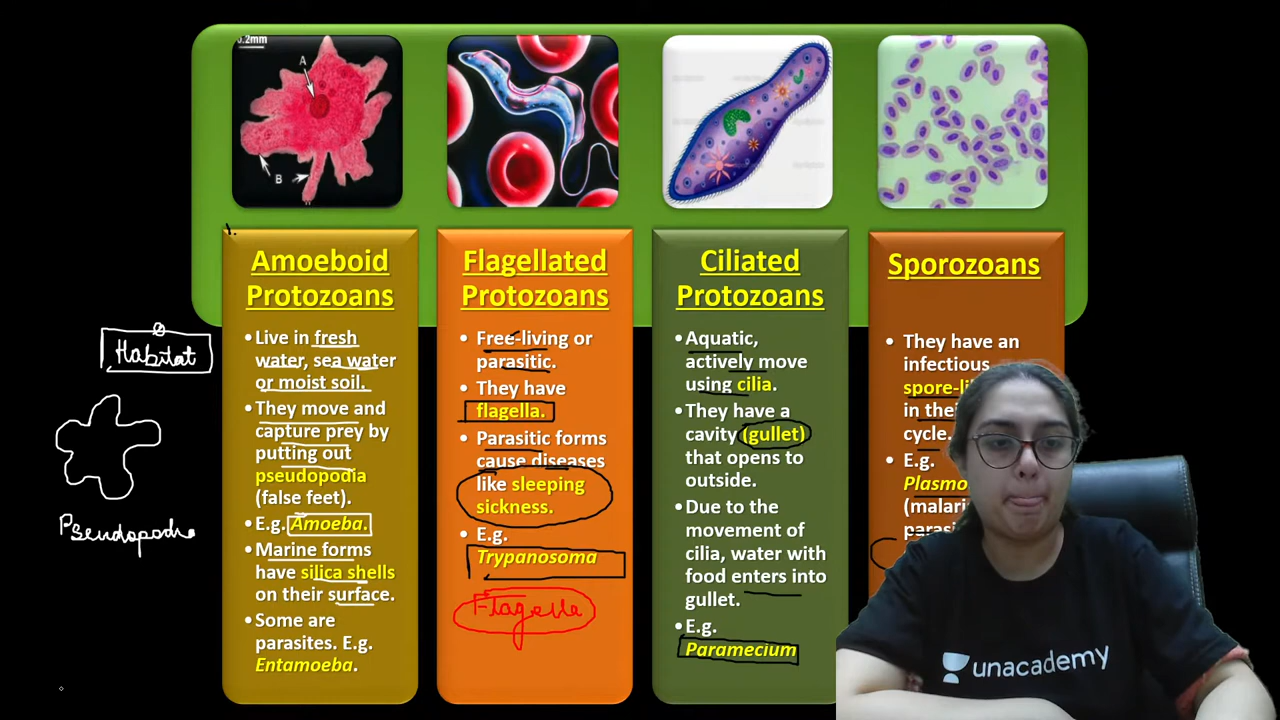 0.2mm
A
B
1.
Amoeboid
Protozoans
•Live in fresh
water, sea water
or moist soil.
•They move and
capture prey by
putting out
pseudopodia
(false feet).
•E.g. Amoeba.
•Marine forms
have silica shells
on their surface.
•Some are
parasites. E.g.
Entamoeba.
Flagellated
Protozoans
• Free-living or
parasitic.
• They have
flagella.
• Parasitic forms
cause diseases
like sleeping
sickness.
• E.g.
Trypanosoma
Flagella
Ciliated
Protozoans
•Aquatic,
actively move
using cilia.
•They have a
cavity (gullet)
that opens to
outside.
•Due to the
movement of
cilia, water with
food enters into
gullet.
•E.g.
Paramecium
Sporozoans
• They have an
infectious
in
cycle.
• E.g.
Habitat
Pseudopodia
unacademy